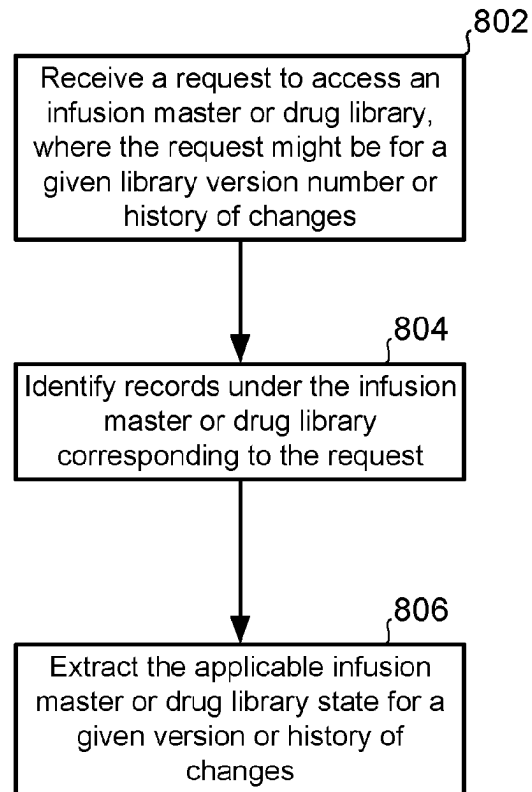 802
Receive a request to access an
infusion master or drug library,
where the request might be for a
given library version number or
history of changes
804
Identify records under the infusion
master or drug library
corresponding to the request
806
Extract the applicable infusion
master or drug library state for a
given version or history of
changes